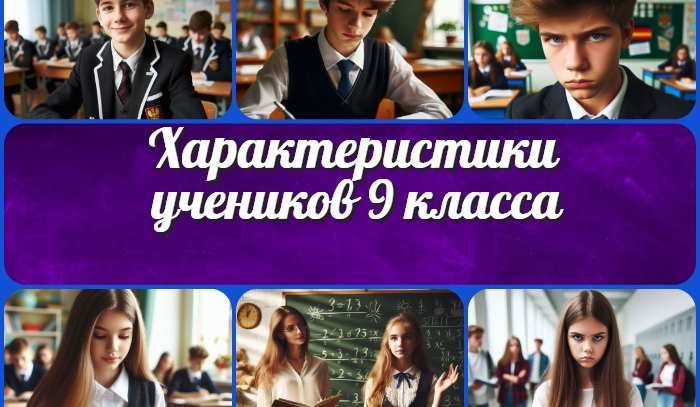 Характеристики
учеников 9 класса